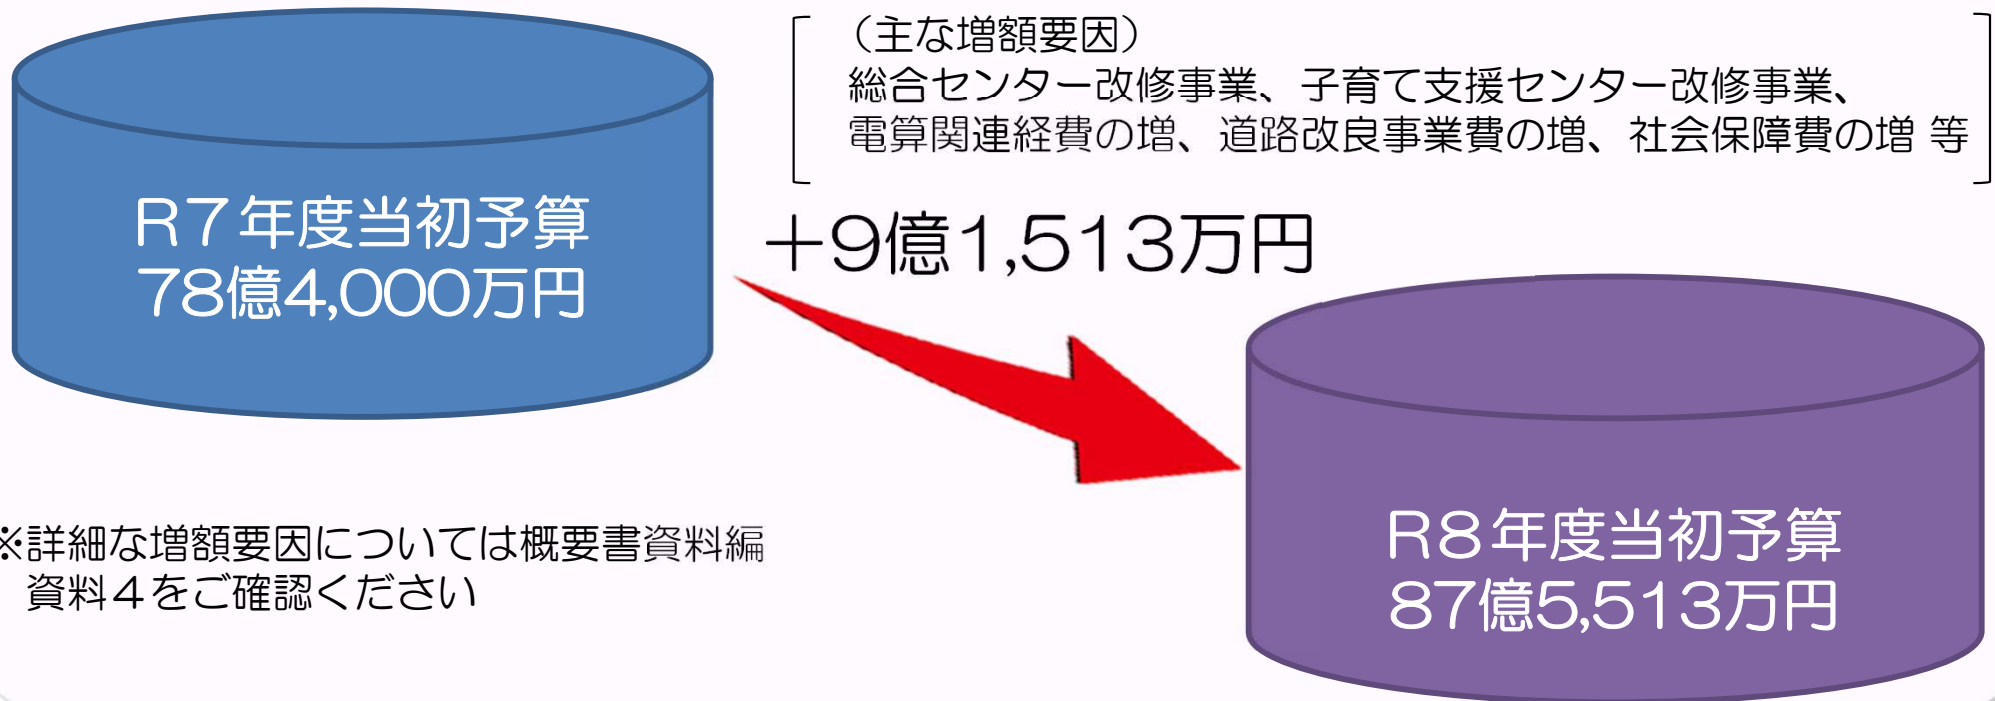 （主な増額要因）
総合センター改修事業、子育て支援センター改修事業、
電算関連経費の増、道路改良事業費の増、社会保障費の増 等
R７年度当初予算
78億4,000万円
＋9億1,513万円
R８年度当初予算
87億5,513万円
※詳細な増額要因については概要書資料編
資料４をご確認ください